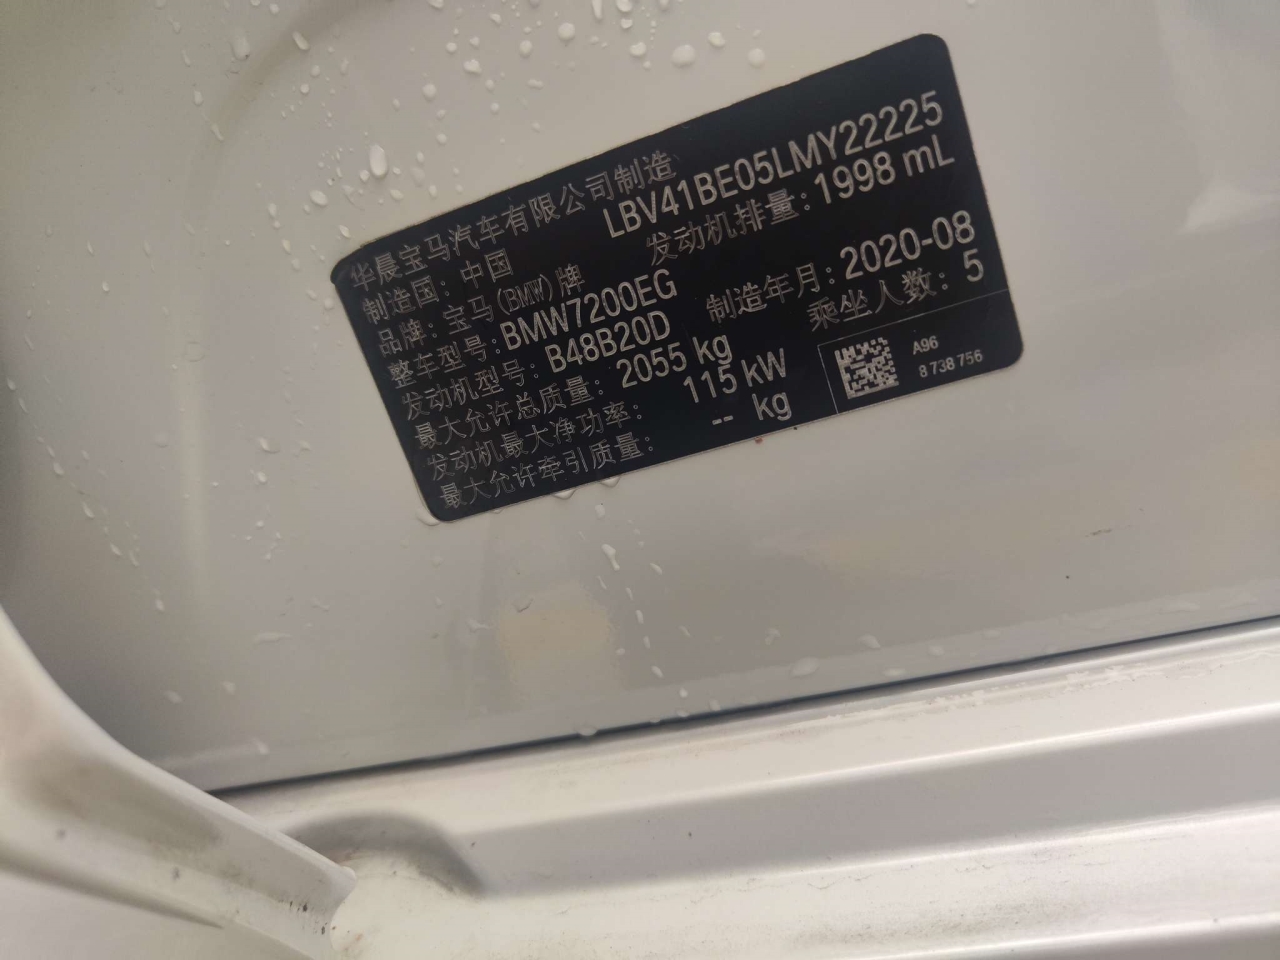 华晨宝马汽车有限公司制造
LBV41BE05LMY22225
制造国：中国
发动机排量：1998 mL
品牌：宝马(BMW)牌
整车型号：BMW7200EG
制造年月：2020-08
发动机型号：B48B20D
乘坐人数：5
最大允许总质量：2055 kg
发动机最大净功率：115 kW
最大允许牵引质量：-- kg
A96
8 738 756